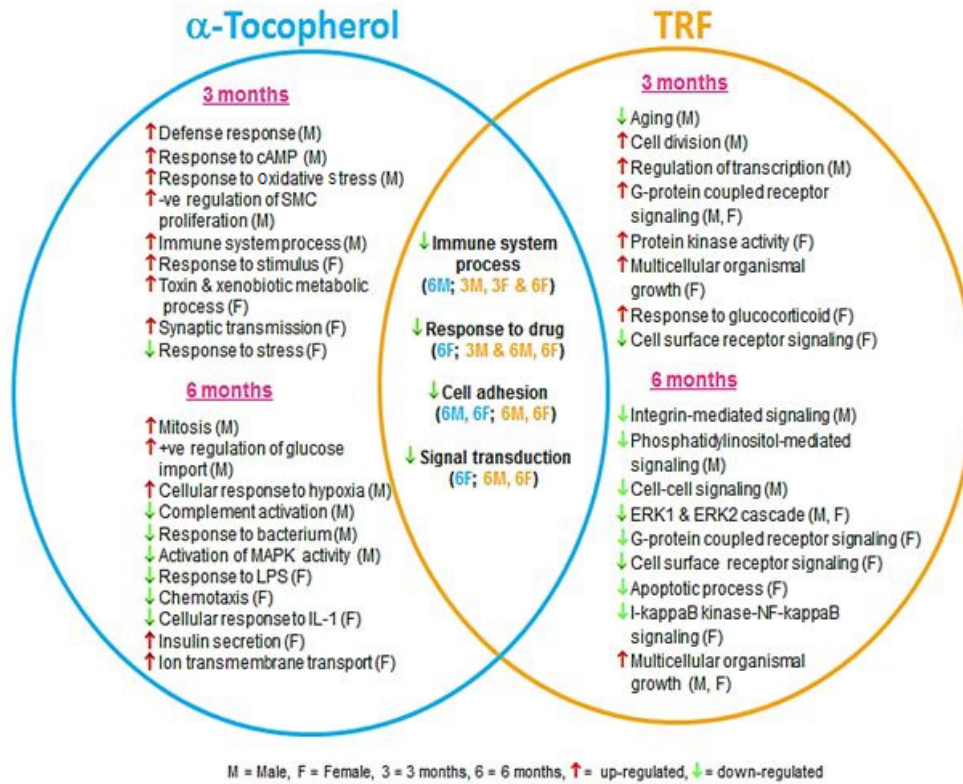 α-Tocopherol
TRF
3 months
↑Defense response (M)
↑Response to cAMP (M)
↑Response to oxidative stress (M)
↑-ve regulation of SMC
proliferation (M)
↑Immune system process (M)
↑Response to stimulus (F)
↑Toxin & xenobiotic metabolic
process (F)
↑Synaptic transmission (F)
↓Response to stress (F)
6 months
↑Mitosis (M)
↑+ve regulation of glucose
import (M)
↑Cellular response to hypoxia (M)
↓Complement activation (M)
↓Response to bacterium (M)
↓Activation of MAPK activity (M)
↓Response to LPS (F)
↓Chemotaxis (F)
↓Cellular response to IL-1 (F)
↑Insulin secretion (F)
↑Ion transmembrane transport (F)
↓Immune system
process
(6M; 3M, 3F & 6F)
↓Response to drug
(6F; 3M & 6M, 6F)
↓Cell adhesion
(6M, 6F; 6M, 6F)
↓Signal transduction
(6F; 6M, 6F)
3 months
↓Aging (M)
↑Cell division (M)
↑Regulation of transcription (M)
↑G-protein coupled receptor
signaling (M, F)
↑Protein kinase activity (F)
↑Multicellular organismal
growth (F)
↑Response to glucocorticoid (F)
↓Cell surface receptor signaling (F)
6 months
↓Integrin-mediated signaling (M)
↓Phosphatidylinositol-mediated
signaling (M)
↓Cell-cell signaling (M)
↓ERK1 & ERK2 cascade (M, F)
↓G-protein coupled receptor signaling (F)
↓Cell surface receptor signaling (F)
↓Apoptotic process (F)
↓I-kappaB kinase-NF-kappaB
signaling (F)
↑Multicellular organismal
growth (M, F)
M = Male, F = Female, 3 = 3 months, 6 = 6 months, ↑ = up-regulated, ↓ = down-regulated